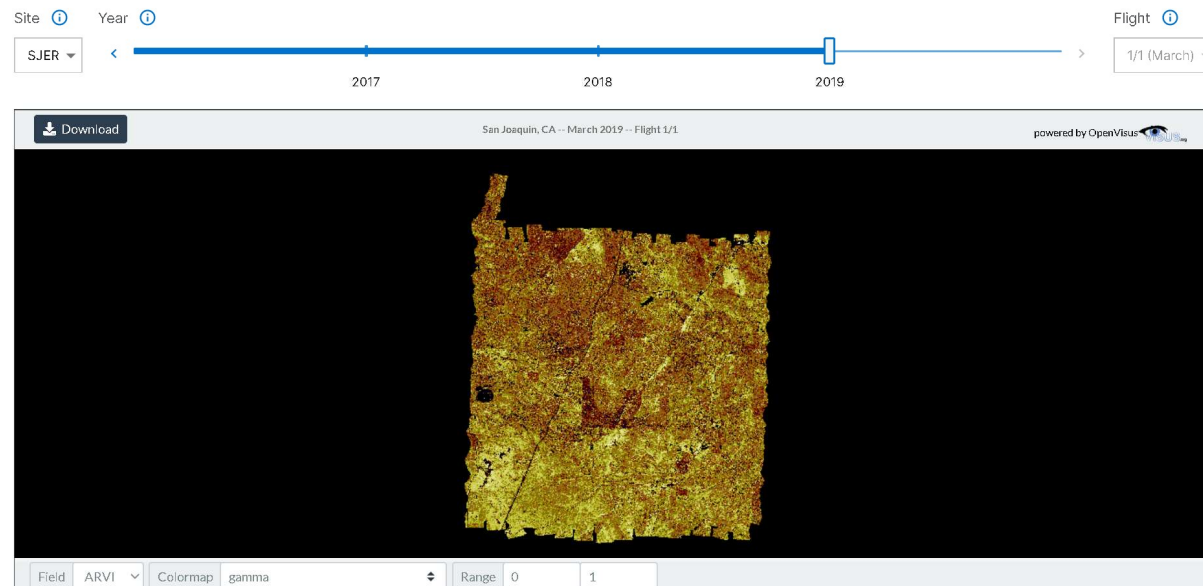 Site Year Flight
SJER 1/1 (March)
2017 2018 2019
Download San Joaquin, CA -- March 2019 -- Flight 1/1 powered by OpenVisus
Field ARVI Colormap gamma Range 0 1